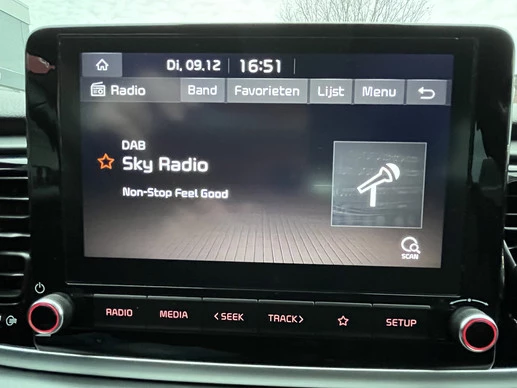 Di, 09.12 16:51
Radio Band Favorieten Lijst Menu
DAB
Sky Radio
Non-Stop Feel Good
SCAN
RADIO MEDIA < SEEK TRACK > SETUP